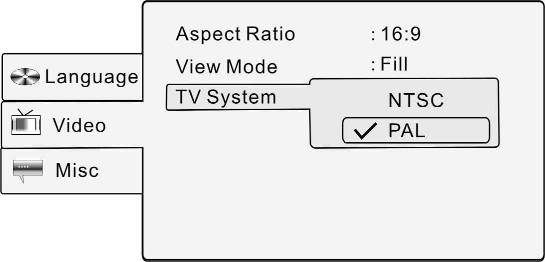 Language
Video
Misc
Aspect Ratio : 16:9
View Mode : Fill
TV System
NTSC
PAL